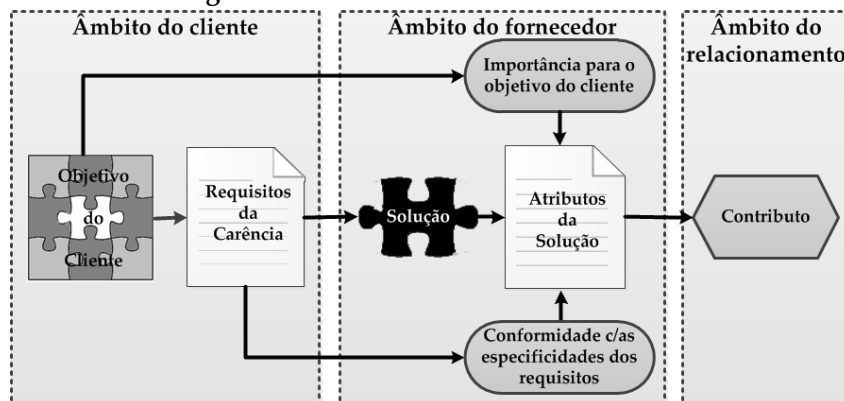 Âmbito do cliente
Âmbito do fornecedor
Âmbito do
relacionamento
Importância para o
objetivo do cliente
Objetivo
do
Cliente
Requisitos
da
Carência
Solução
Atributos
da
Solução
Contributo
Conformidade c/as
especificidades dos
requisitos